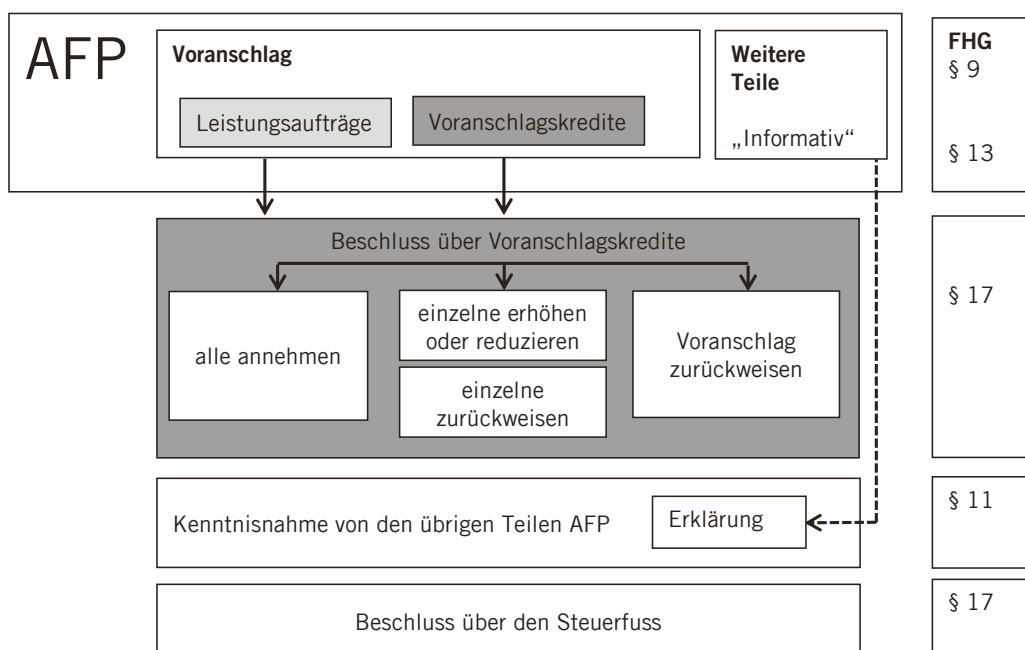 AFP
Voranschlag
Leistungsaufträge
Voranschlagskredite
Weitere
Teile
„Informativ“
FHG
§ 9
§ 13
Beschluss über Voranschlagskredite
alle annehmen
einzelne erhöhen
oder reduzieren
einzelne
zurückweisen
Voranschlag
zurückweisen
§ 17
Kenntnisnahme von den übrigen Teilen AFP
Erklärung
§ 11
Beschluss über den Steuerfuss
§ 17